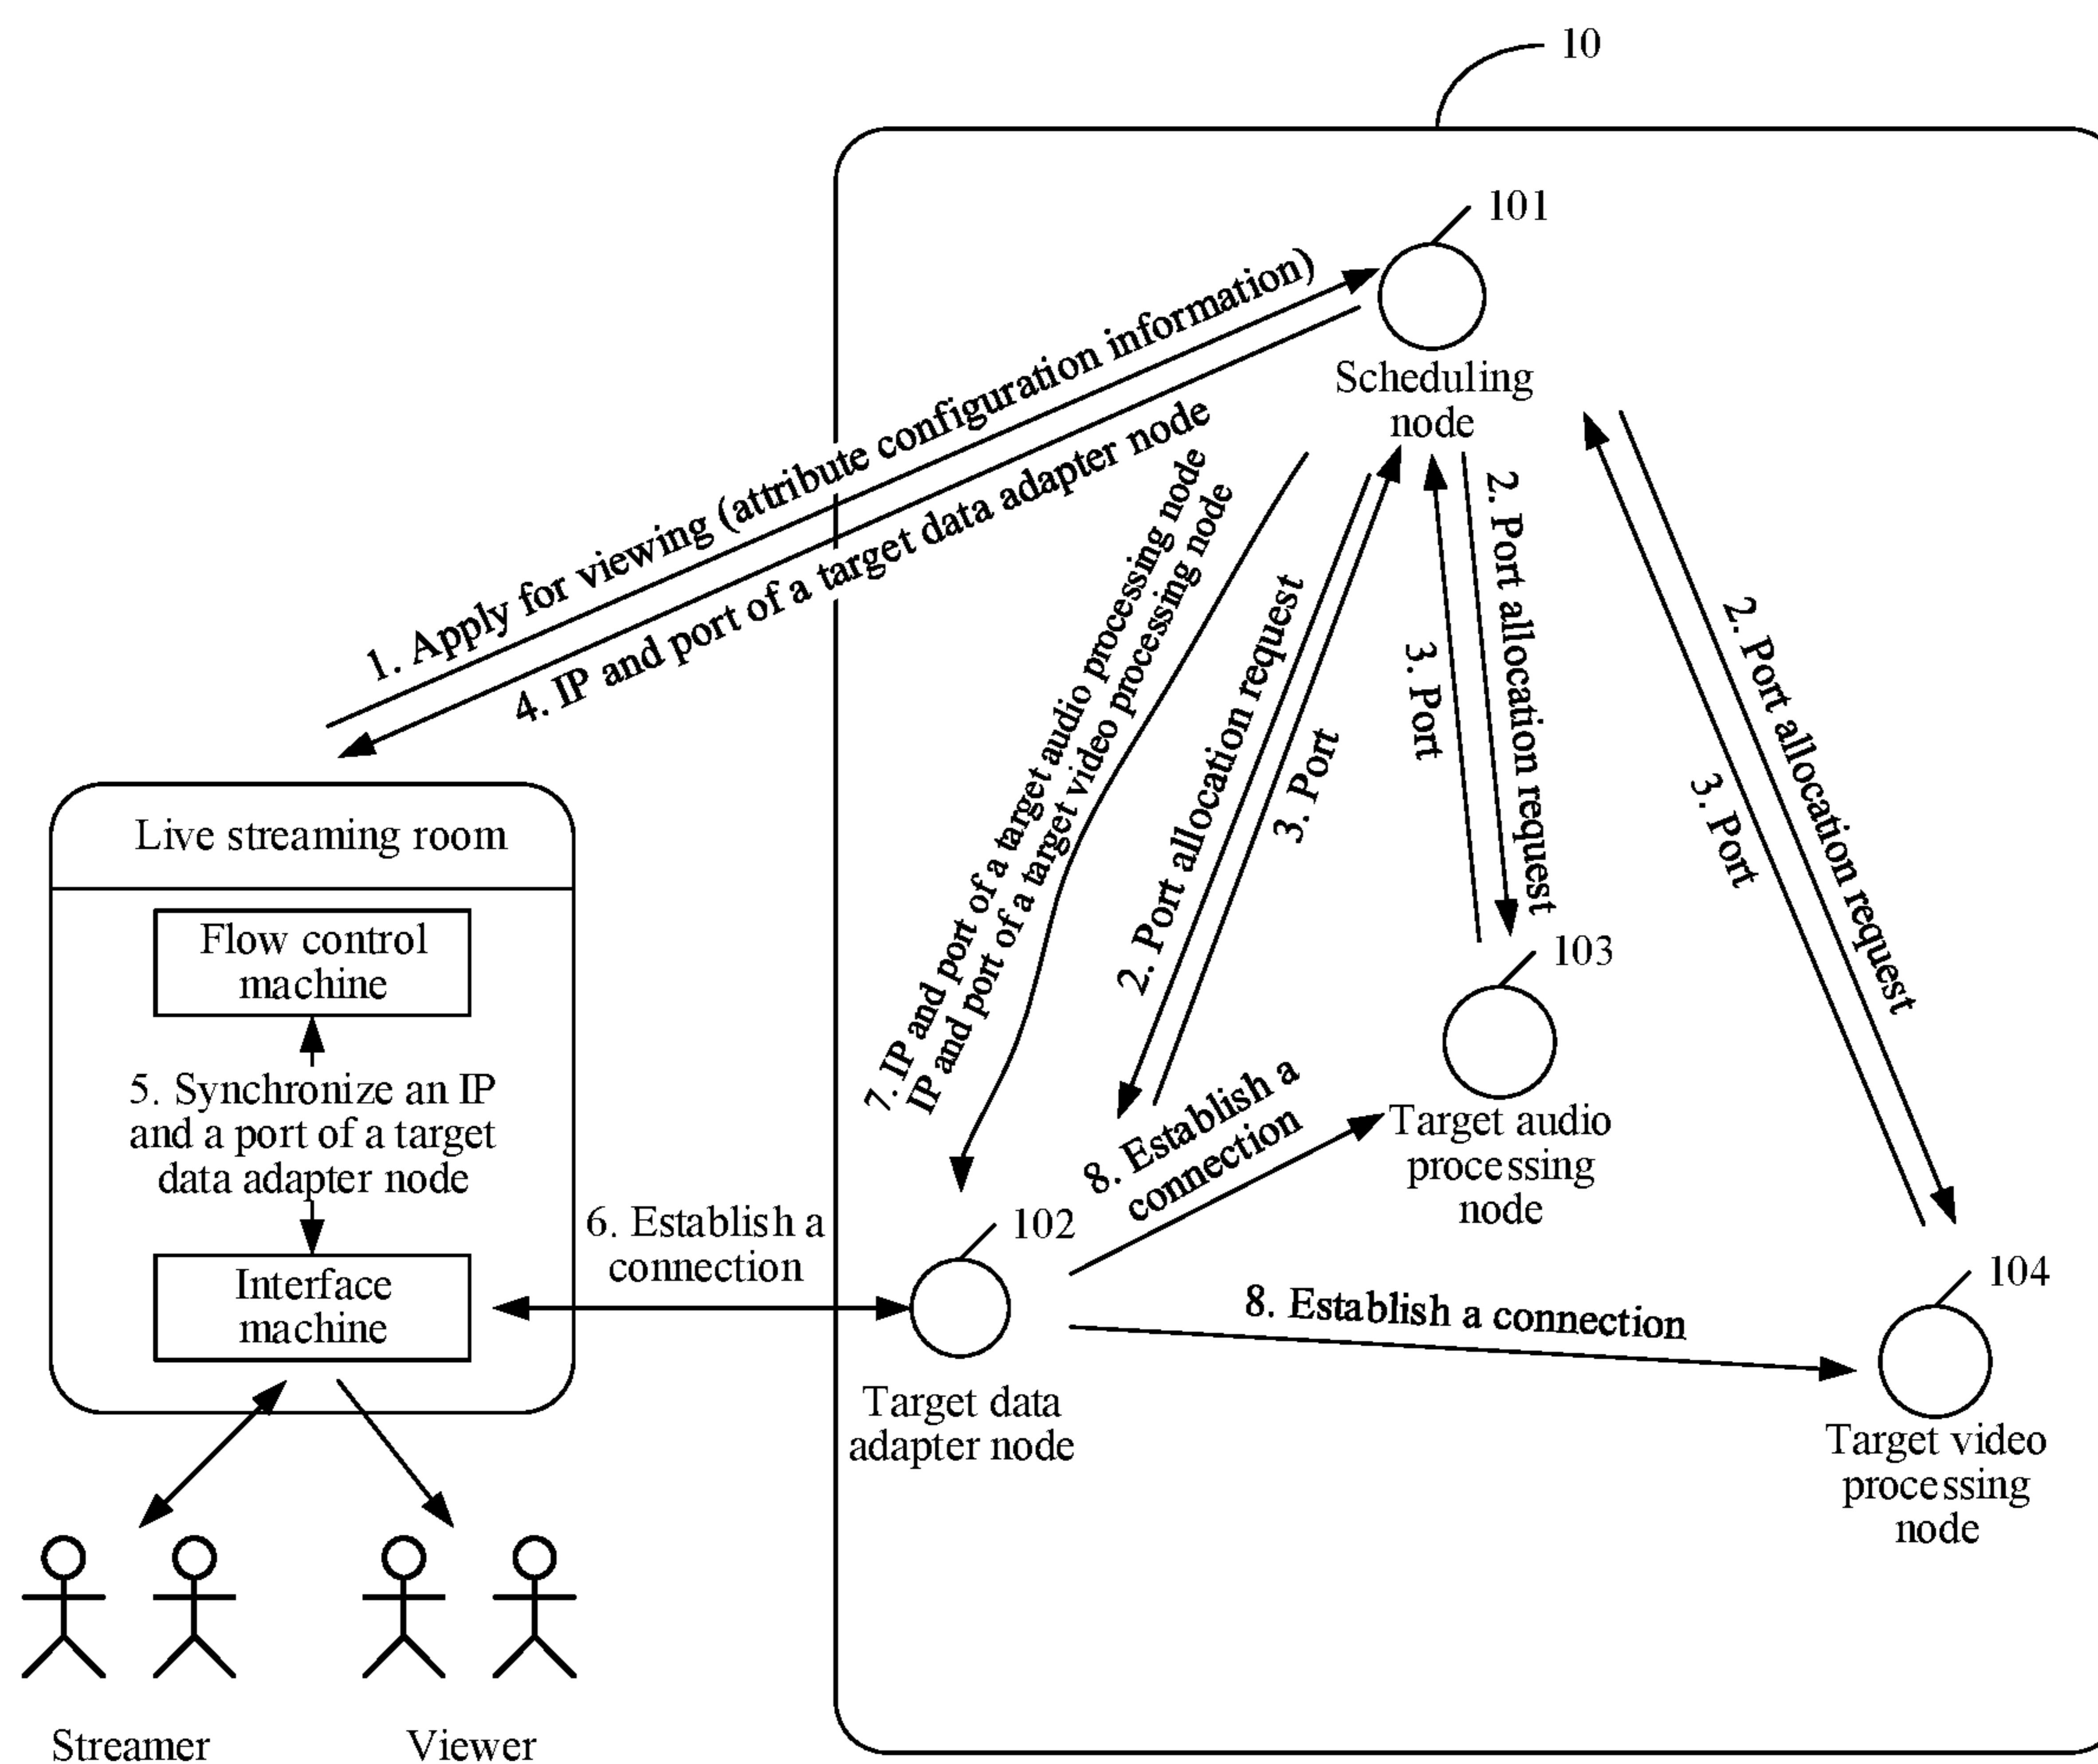 10
101
Scheduling
node
1. Apply for viewing (attribute configuration information)
4. IP and port of a target data adapter node
7. IP and port of a target audio processing node
IP and port of a target video processing node
2. Port allocation request
3. Port
3. Port
2. Port allocation request
2. Port allocation request
3. Port
Live streaming room
Flow control
machine
5. Synchronize an IP
and a port of a target
data adapter node
Interface
machine
6. Establish a
connection
102
Target data
adapter node
8. Establish a
connection
103
Target audio
processing
node
8. Establish a connection
104
Target video
processing
node
Streamer
Viewer